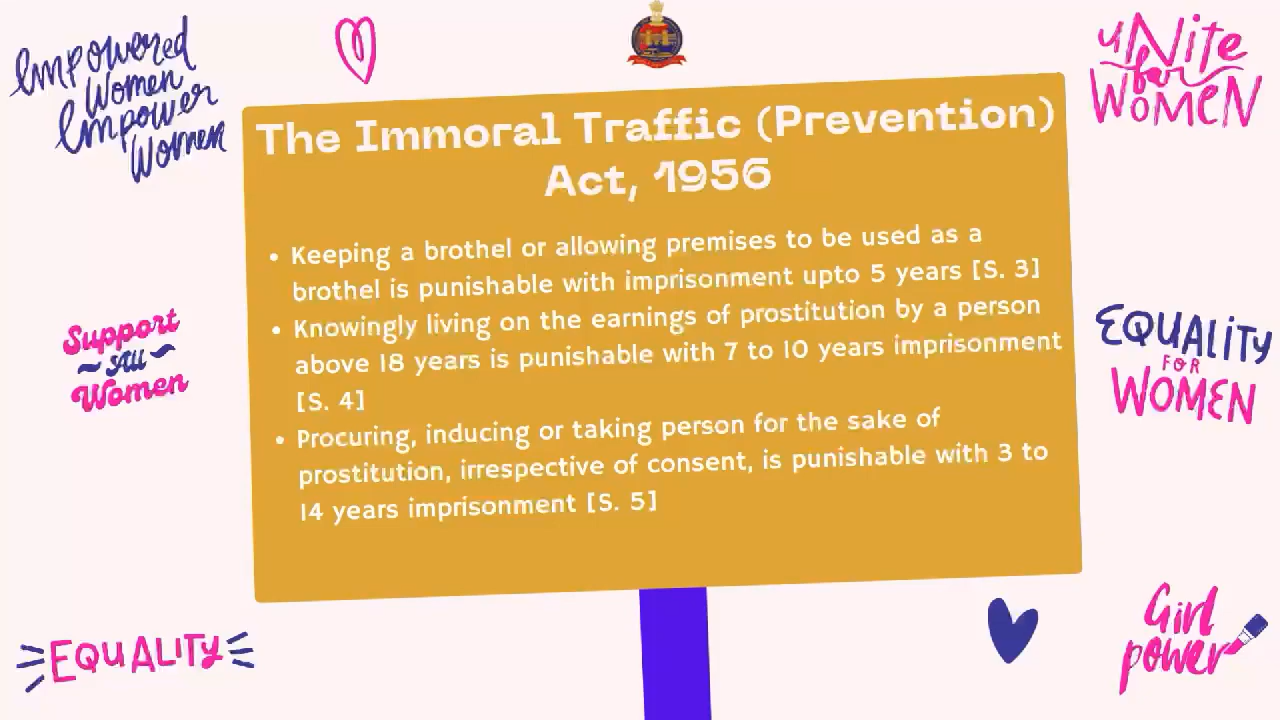 Empowered
Women
Empower
Women
uNite
for
WOMEN
The Immoral Traffic (Prevention)
Act, 1956
• Keeping a brothel or allowing premises to be used as a
brothel is punishable with imprisonment upto 5 years [S. 3]
• Knowingly living on the earnings of prostitution by a person
above 18 years is punishable with 7 to 10 years imprisonment
[S. 4]
• Procuring, inducing or taking person for the sake of
prostitution, irrespective of consent, is punishable with 3 to
14 years imprisonment [S. 5]
Support
All
Women
EQUALITY
FOR
WOMEN
EQUALITY
Girl
power